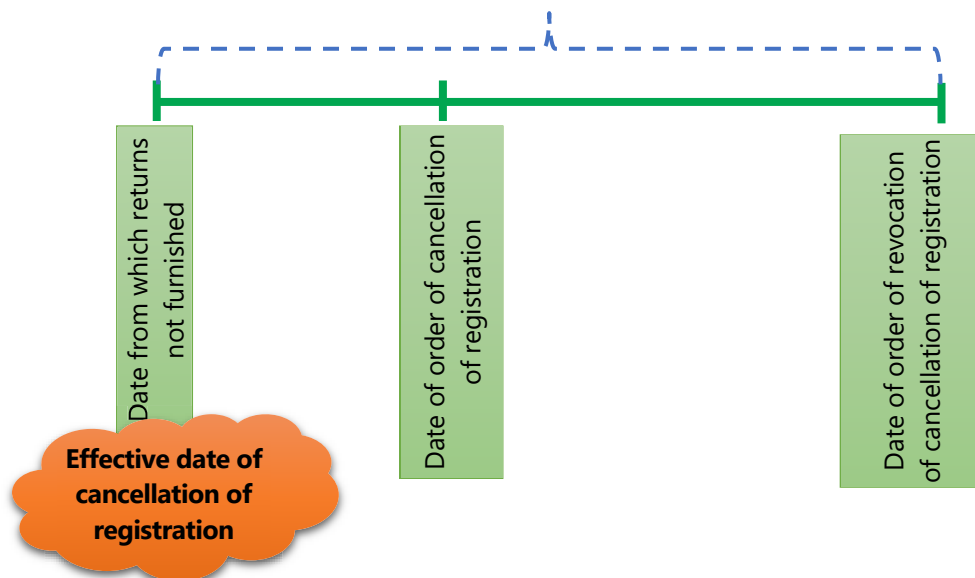 Date from which returns
not furnished
Date of order of cancellation
of registration
Date of order of revocation
of cancellation of registration
Effective date of
cancellation of
registration